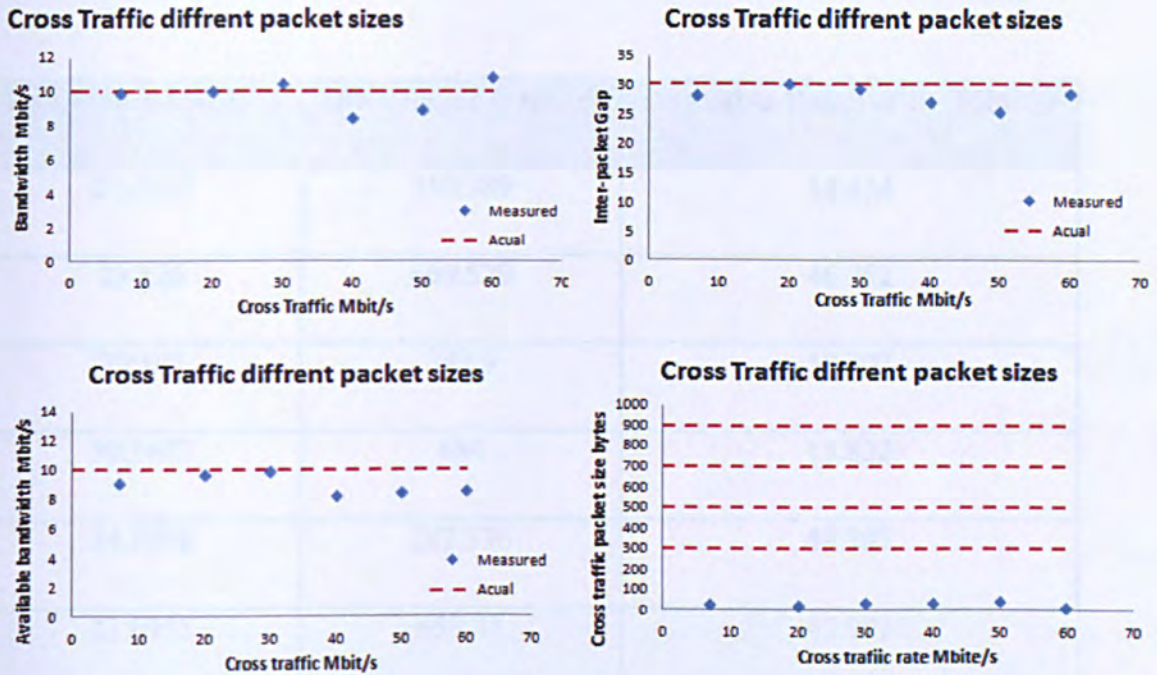 Cross Traffic diffrent packet sizes
Bandwidth Mbit/s
12
10
8
6
4
2
0
Measured
Acual
0 10 20 30 40 50 60 70
Cross Traffic Mbit/s
Cross Traffic diffrent packet sizes
Inte-packet Gap
35
30
25
20
15
10
5
0
Measured
Acual
0 10 20 30 40 50 60 70
Cross Traffic Mbit/s
Cross Traffic diffrent packet sizes
Available bandwidth Mbit/s
14
12
10
8
6
4
2
0
Measured
Acual
0 10 20 30 40 50 60 70
Cross traffic Mbit/s
Cross Traffic diffrent packet sizes
Cross traffic packet size bytes
1000
900
800
700
600
500
400
300
200
100
0
0 10 20 30 40 50 60 70
Cross trafiic rate Mbite/s